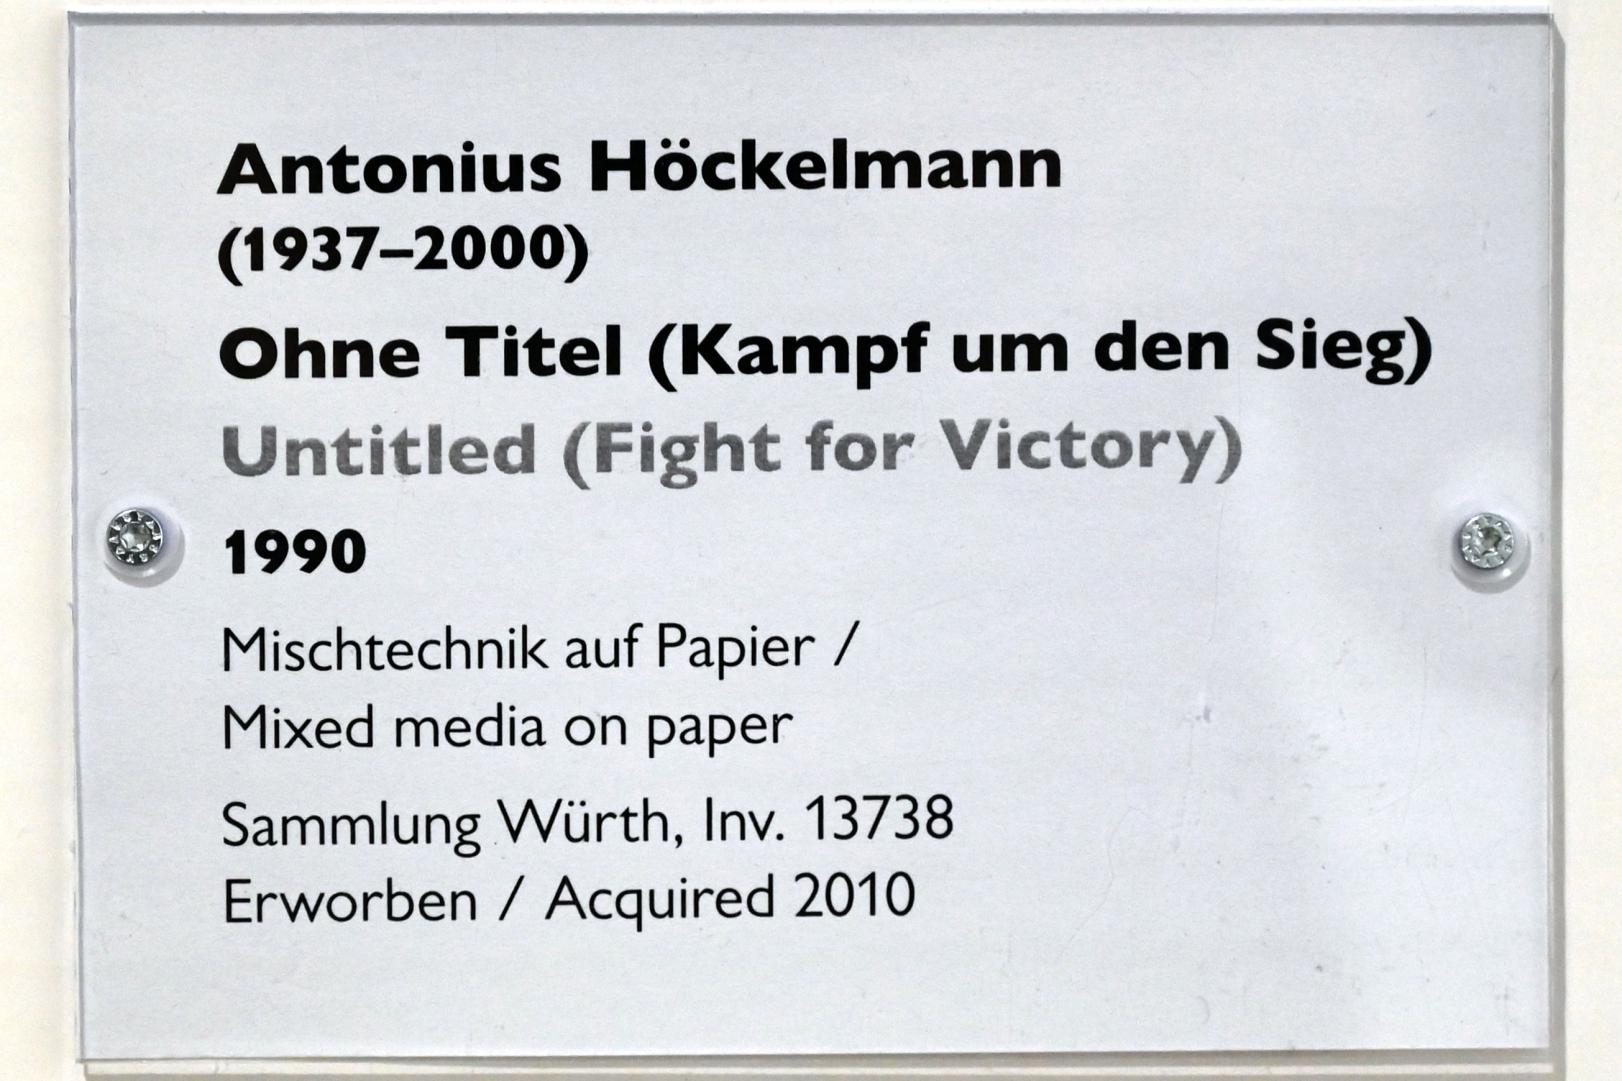 Antonius Höckelmann
(1937–2000)
Ohne Titel (Kampf um den Sieg)
Untitled (Fight for Victory)
1990
Mischtechnik auf Papier /
Mixed media on paper
Sammlung Würth, Inv. 13738
Erworben / Acquired 2010